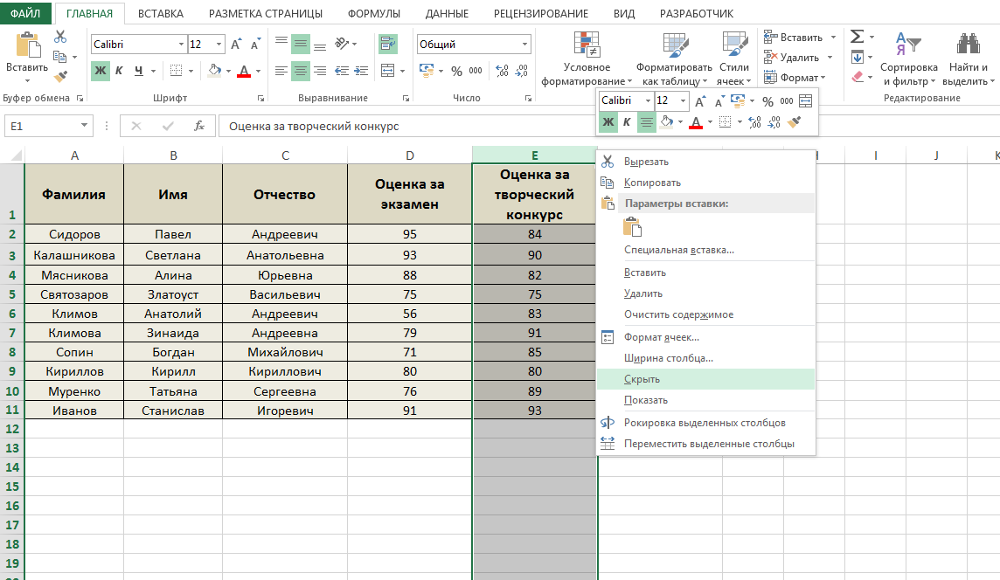 ФАЙЛ ГЛАВНАЯ ВСТАВКА РАЗМЕТКА СТРАНИЦЫ ФОРМУЛЫ ДАННЫЕ РЕЦЕНЗИРОВАНИЕ ВИД РАЗРАБОТЧИК
Вставить
Буфер обмена
Calibri 12
Ж К Ч А
Шрифт
Выравнивание
Общий
% 000
Число
Условное форматирование
Форматировать как таблицу
Стили ячеек
Вставить
Удалить
Формат
Сортировка и фильтр
Найти и выделить
Редактирование
Calibri 12 % 000
Ж К А
E1 fx Оценка за творческий конкурс
A B C D E H I J K
1 Фамилия Имя Отчество Оценка за экзамен Оценка за творческий конкурс
2 Сидоров Павел Андреевич 95 84
3 Калашникова Светлана Анатольевна 93 90
4 Мясникова Алина Юрьевна 88 82
5 Святозаров Златоуст Васильевич 75 75
6 Климов Анатолий Андреевич 56 83
7 Климова Зинаида Андреевна 79 91
8 Сопин Богдан Михайлович 71 85
9 Кириллов Кирилл Кириллович 80 80
10 Муренко Татьяна Сергеевна 76 89
11 Иванов Станислав Игоревич 91 93
12
13
14
15
16
17
18
19
Вырезать
Копировать
Параметры вставки:
Специальная вставка...
Вставить
Удалить
Очистить содержимое
Формат ячеек...
Ширина столбца...
Скрыть
Показать
Рокировка выделенных столбцов
Переместить выделенные столбцы